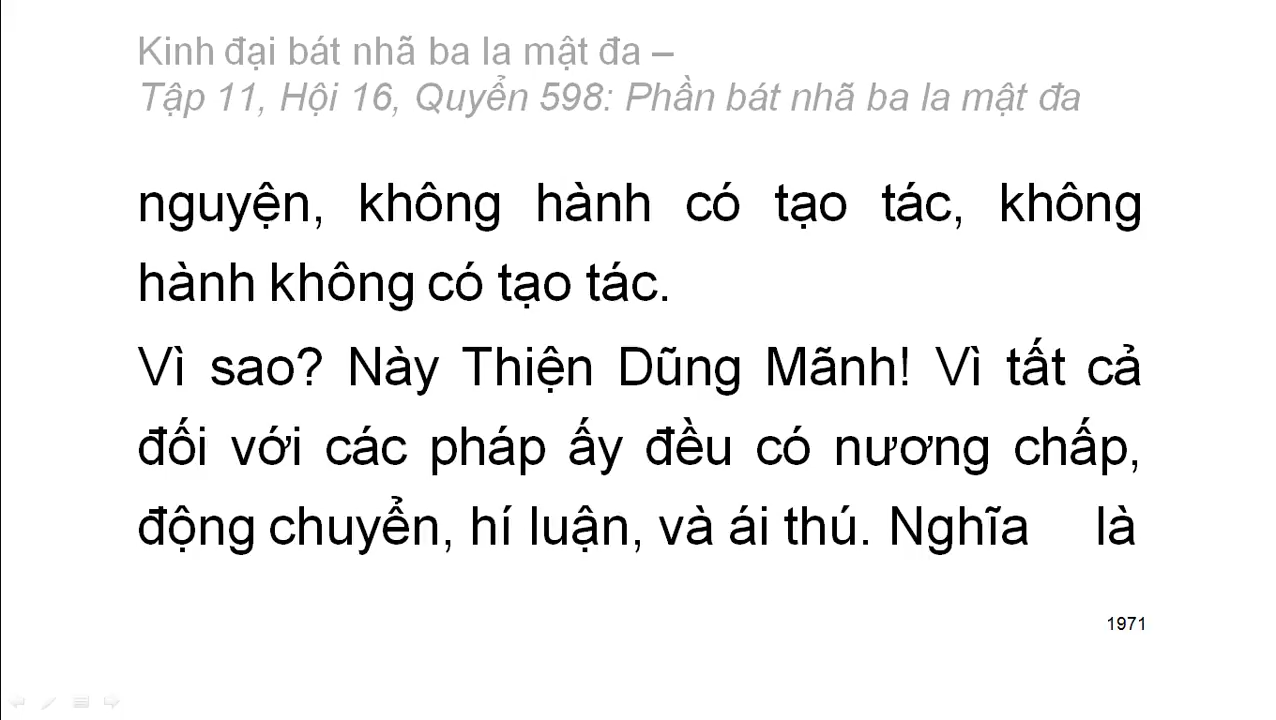 Kinh đại bát nhã ba la mật đa –
Tập 11, Hội 16, Quyển 598: Phần bát nhã ba la mật đa
nguyện, không hành có tạo tác, không
hành không có tạo tác.
Vì sao? Này Thiện Dũng Mãnh! Vì tất cả
đối với các pháp ấy đều có nương chấp,
động chuyển, hí luận, và ái thú. Nghĩa là
1971